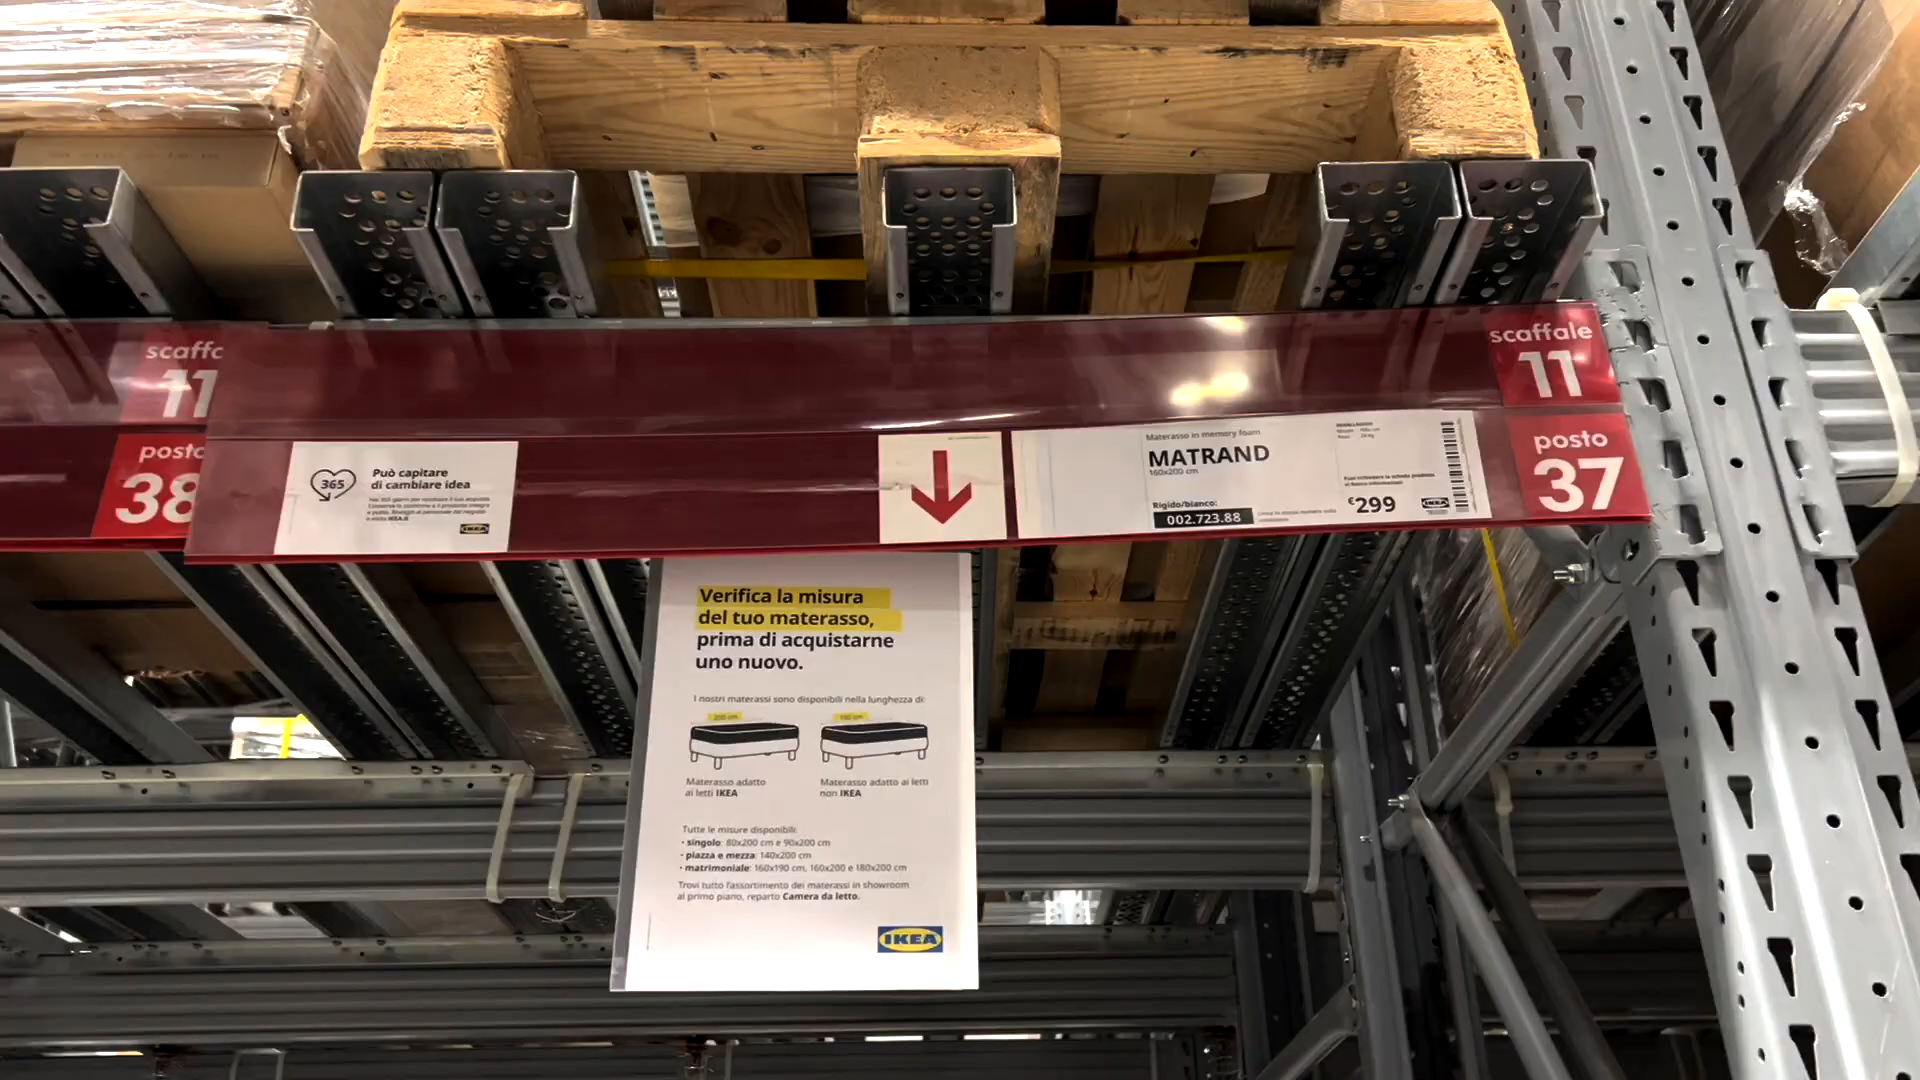 scaffale
11
posto
38
365
Può capitare
di cambiare idea
IKEA
Materasso in memory foam
MATRAND
160x200 cm
Rigido/bianco:
002.723.88
€299
IKEA
scaffale
11
posto
37
Verifica la misura
del tuo materasso,
prima di acquistarne
uno nuovo.
I nostri materassi sono disponibili nella lunghezza di:
200 cm
190 cm
Materasso adatto
ai letti IKEA
Materasso adatto ai letti
non IKEA
Tutte le misure disponibili:
• singolo: 80x200 cm e 90x200 cm
• piazza e mezza: 140x200 cm
• matrimoniale: 160x190 cm, 160x200 e 180x200 cm
Trovi tutto l'assortimento dei materassi in showroom
al primo piano, reparto Camera da letto.
IKEA